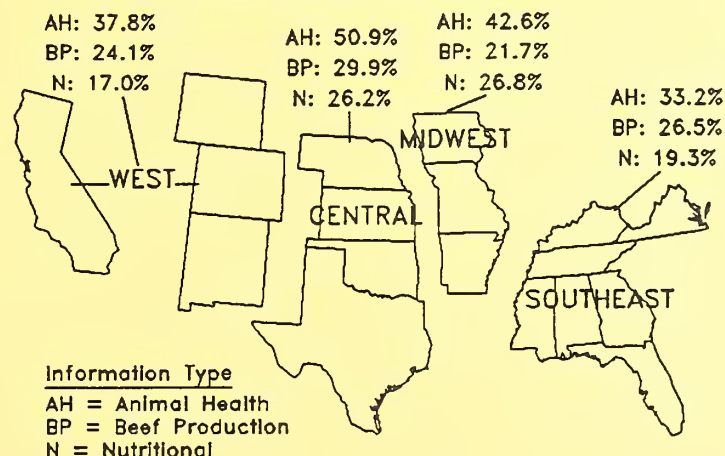 AH: 37.8%
BP: 24.1%
N: 17.0%
AH: 50.9%
BP: 29.9%
N: 26.2%
AH: 42.6%
BP: 21.7%
N: 26.8%
AH: 33.2%
BP: 26.5%
N: 19.3%
WEST
CENTRAL
MIDWEST
SOUTHEAST
Information Type
AH = Animal Health
BP = Beef Production
N = Nutritional